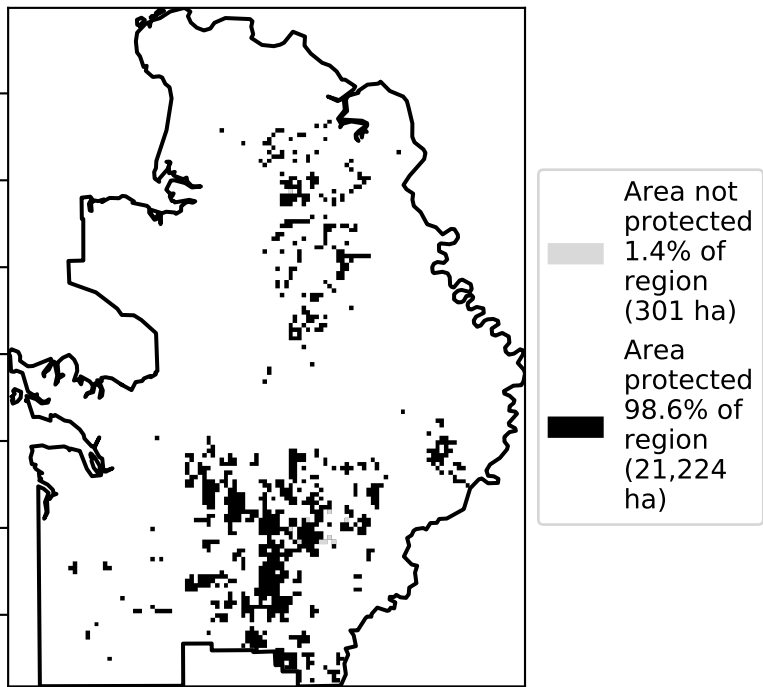 Area not
protected
1.4% of
region
(301 ha)
Area
protected
98.6% of
region
(21,224
ha)